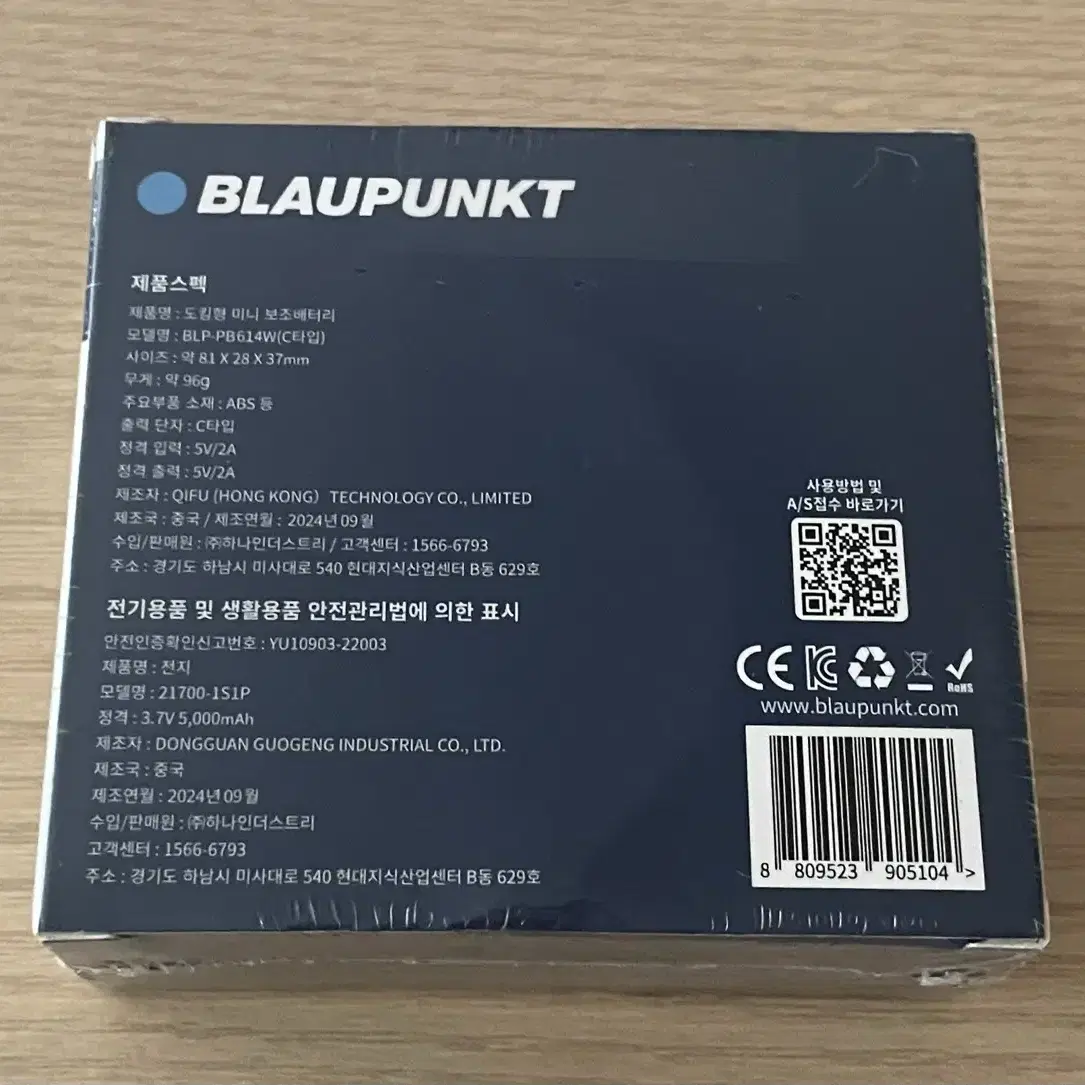 BLAUPUNKT
제품스펙
제품명 : 도킹형 미니 보조배터리
모델명 : BLP-PB614W(C타입)
사이즈 : 약 81 X 28 X 37mm
무게 : 약 96g
주요부품 소재 : ABS 등
출력 단자 : C타입
정격 입력 : 5V/2A
정격 출력 : 5V/2A
제조자 : QIFU (HONG KONG) TECHNOLOGY CO., LIMITED
제조국 : 중국 / 제조연월 : 2024년 09월
수입/판매원 : ㈜하나인더스트리 / 고객센터 : 1566-6793
주소 : 경기도 하남시 미사대로 540 현대지식산업센터 B동 629호
전기용품 및 생활용품 안전관리법에 의한 표시
안전인증확인신고번호 : YU10903-22003
제품명 : 전지
모델명 : 21700-1S1P
정격 : 3.7V 5,000mAh
제조자 : DONGGUAN GUOGENG INDUSTRIAL CO., LTD.
제조국 : 중국
제조연월 : 2024년 09월
수입/판매원 : ㈜하나인더스트리
고객센터 : 1566-6793
주소 : 경기도 하남시 미사대로 540 현대지식산업센터 B동 629호
사용방법 및
A/S접수 바로가기
CE
RoHS
www.blaupunkt.com
8 809523 905104 >